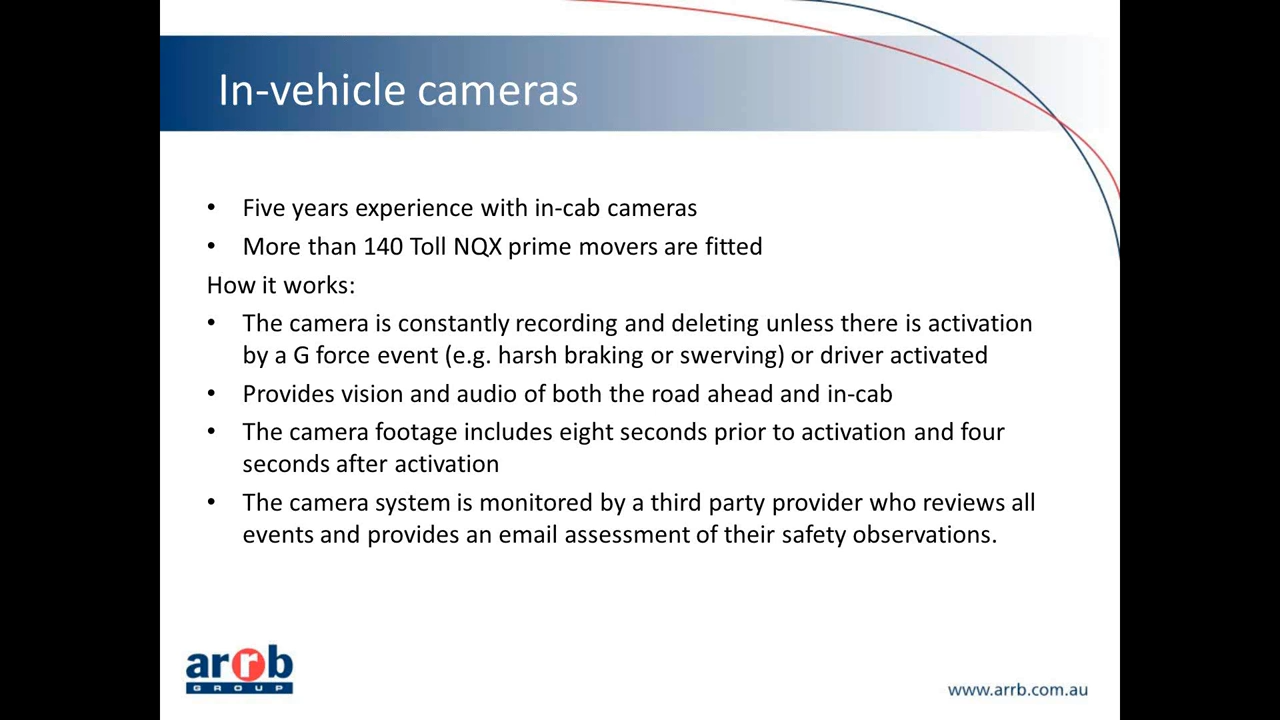 In-vehicle cameras
• Five years experience with in-cab cameras
• More than 140 Toll NQX prime movers are fitted
How it works:
• The camera is constantly recording and deleting unless there is activation
by a G force event (e.g. harsh braking or swerving) or driver activated
• Provides vision and audio of both the road ahead and in-cab
• The camera footage includes eight seconds prior to activation and four
seconds after activation
• The camera system is monitored by a third party provider who reviews all
events and provides an email assessment of their safety observations.
arrb
GROUP
www.arrb.com.au